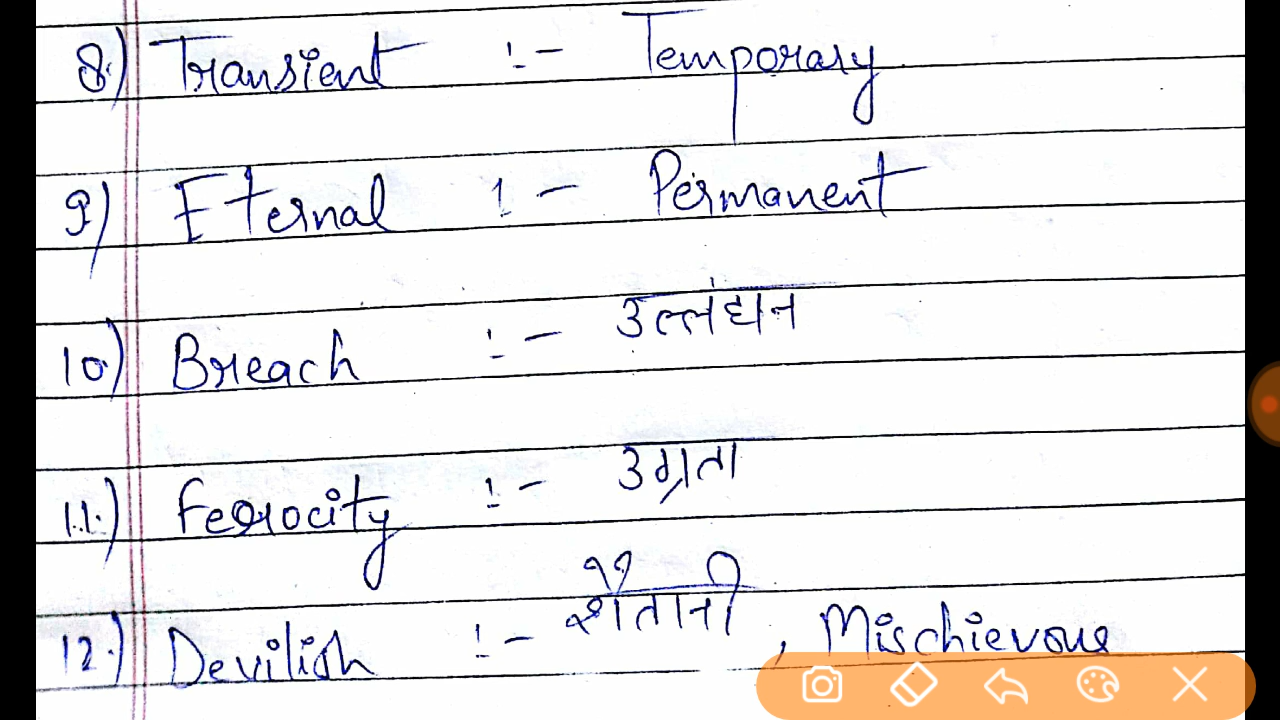 8.) Transient :- Temporary
9) Eternal :- Permanent
10.) Breach :- उल्लंघन
11.) Ferocity :- उग्रता
12.) Devilish :- शैतानी, Mischievous